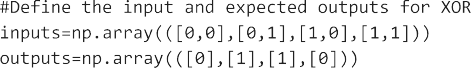 #Define the input and expected outputs for XOR
inputs=np.array(([0,0],[0,1],[1,0],[1,1]))
outputs=np.array(([0],[1],[1],[0]))